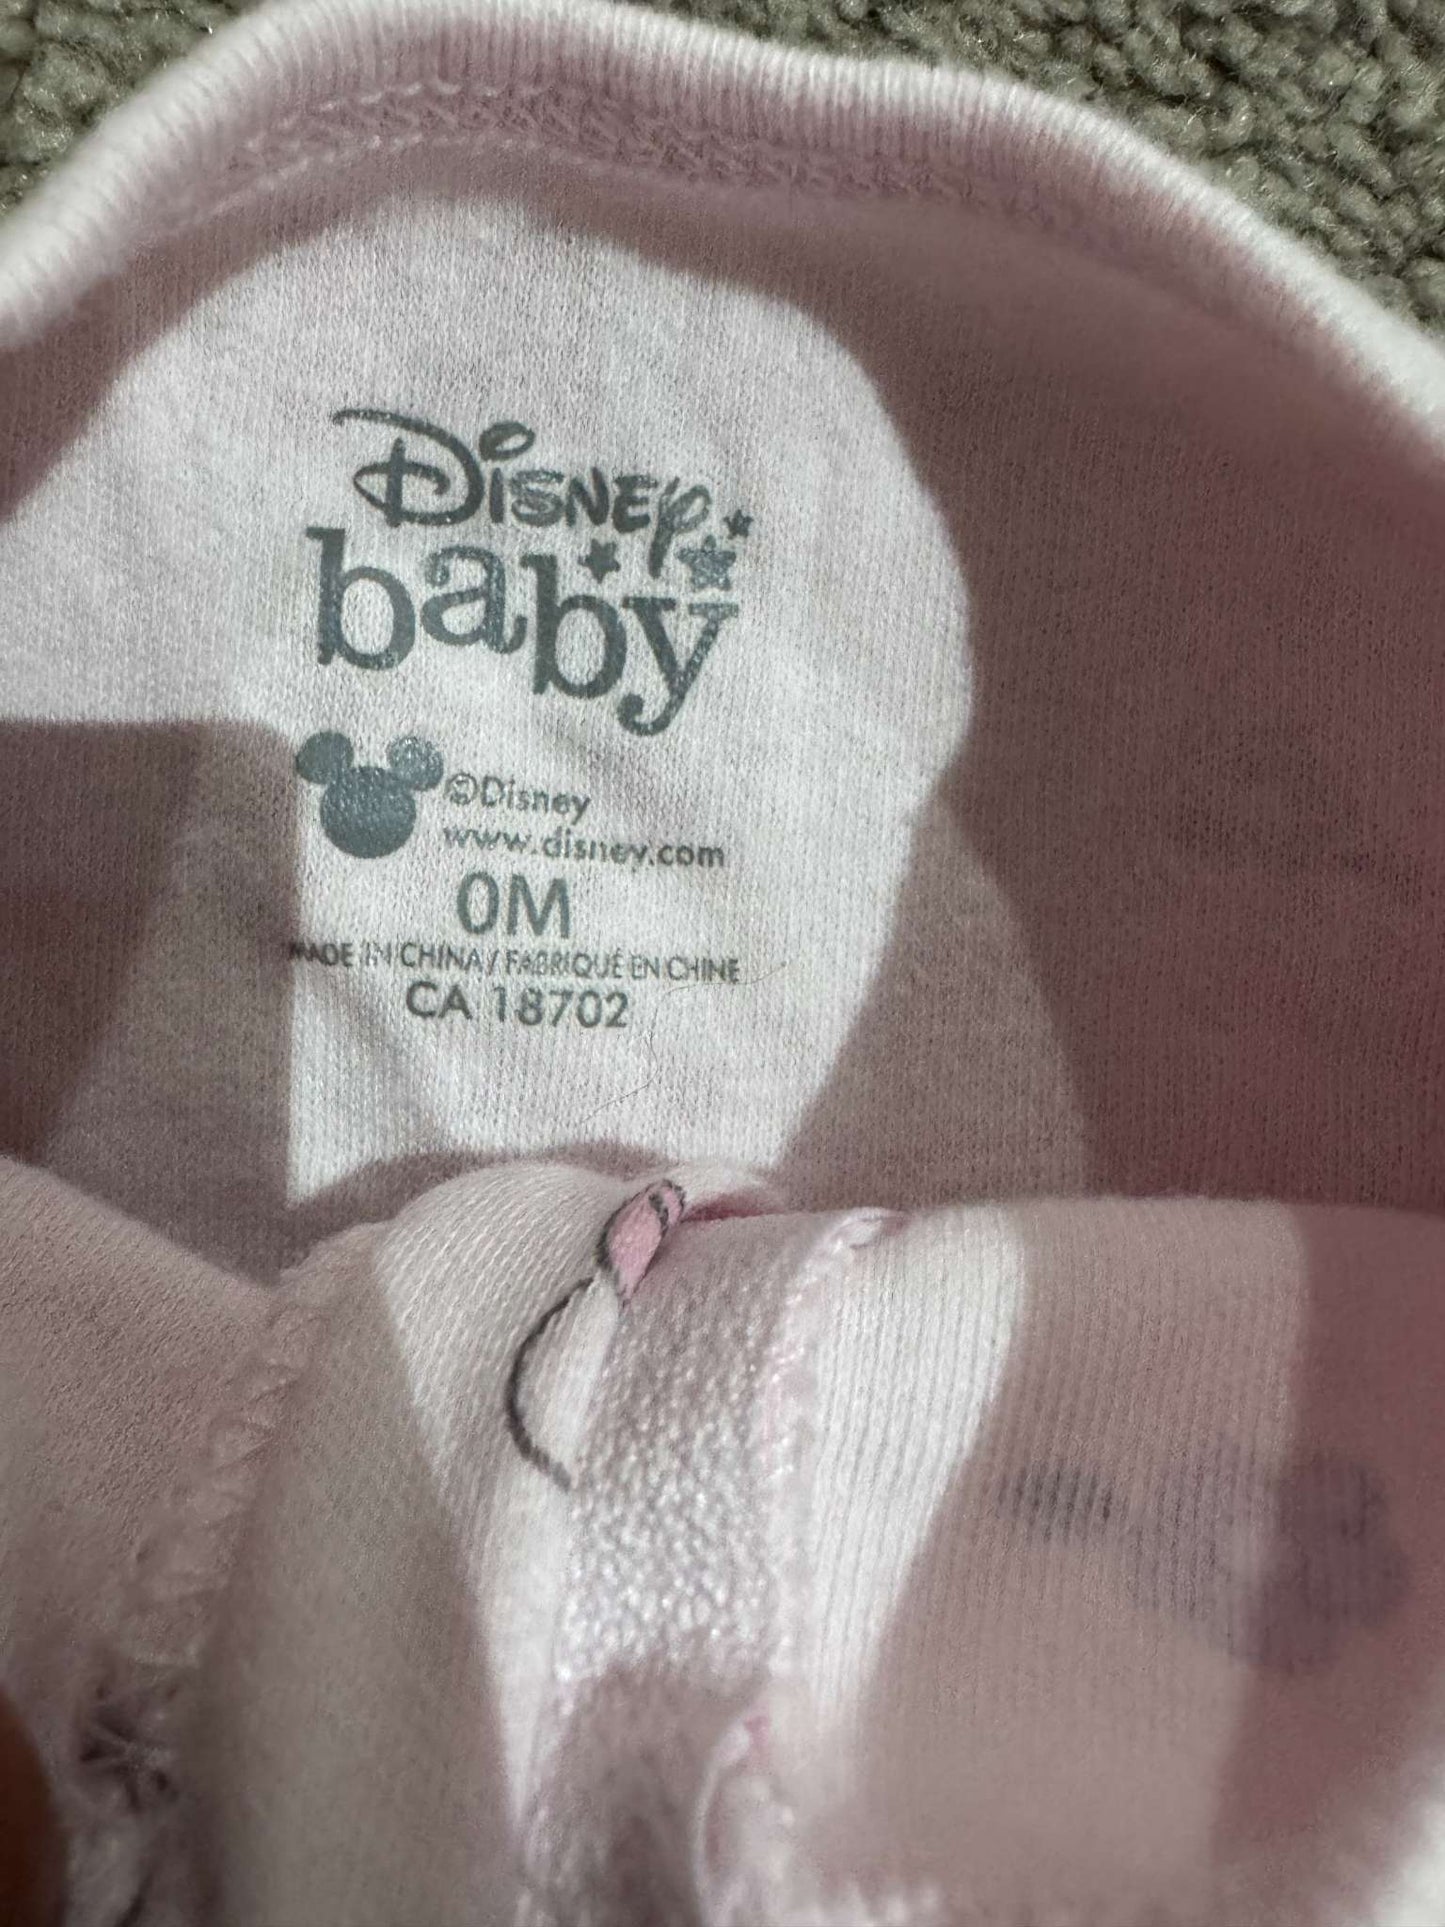 Disney
baby
©Disney
www.disney.com
0M
MADE IN CHINA / FABRIQUÉ EN CHINE
CA 18702